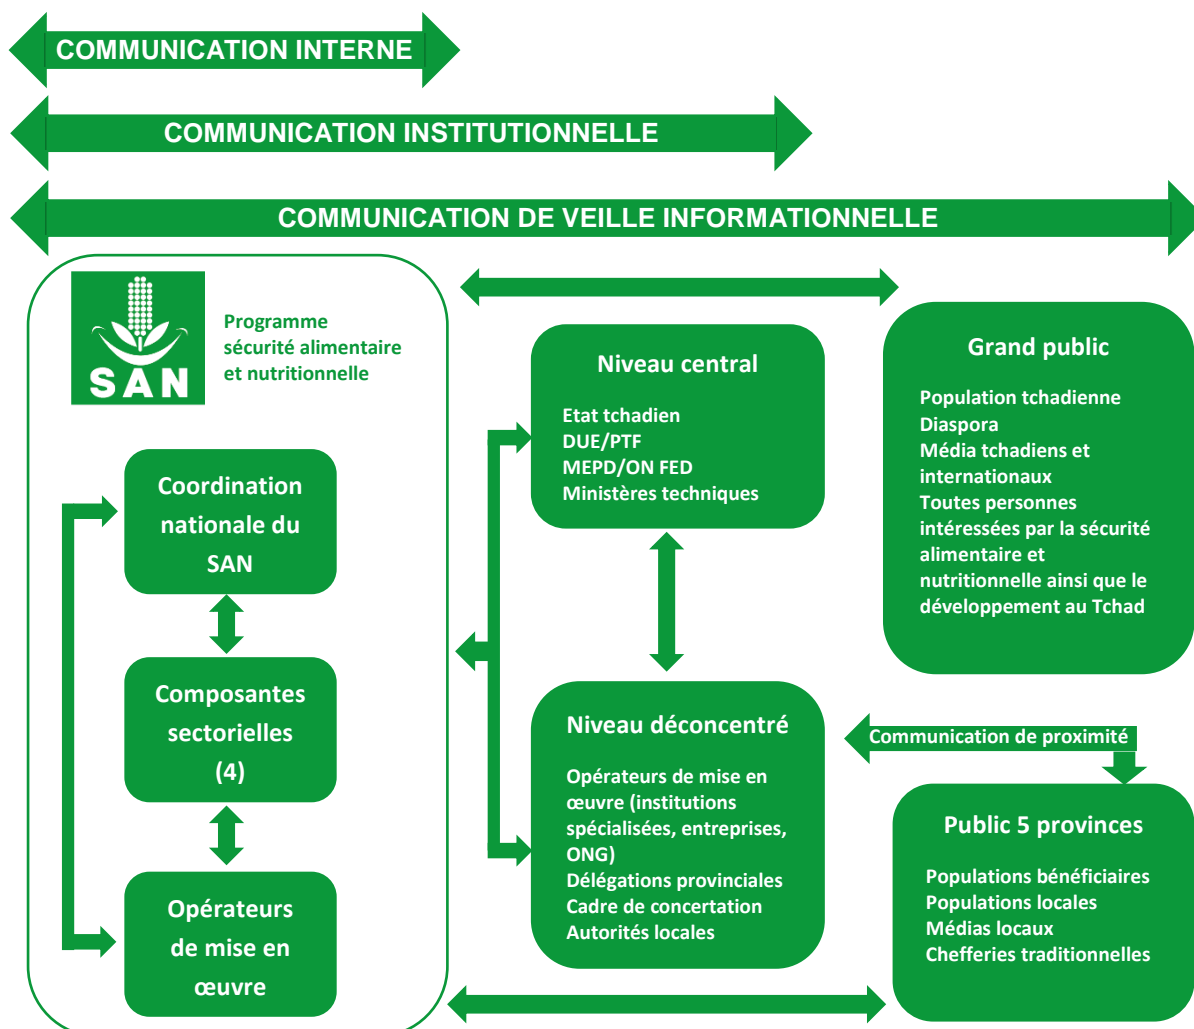 COMMUNICATION INTERNE
COMMUNICATION INSTITUTIONNELLE
COMMUNICATION DE VEILLE INFORMATIONNELLE
SAN
Programme
sécurité alimentaire
et nutritionnelle
Coordination
nationale du
SAN
Composantes
sectorielles
(4)
Opérateurs
de mise en
œuvre
Niveau central
Etat tchadien
DUE/PTF
MEPD/ON FED
Ministères techniques
Niveau déconcentré
Opérateurs de mise en
œuvre (institutions
spécialisées, entreprises,
ONG)
Délégations provinciales
Cadre de concertation
Autorités locales
Grand public
Population tchadienne
Diaspora
Média tchadiens et
internationaux
Toutes personnes
intéressées par la sécurité
alimentaire et
nutritionnelle ainsi que le
développement au Tchad
Communication de proximité
Public 5 provinces
Populations bénéficiaires
Populations locales
Médias locaux
Chefferies traditionnelles